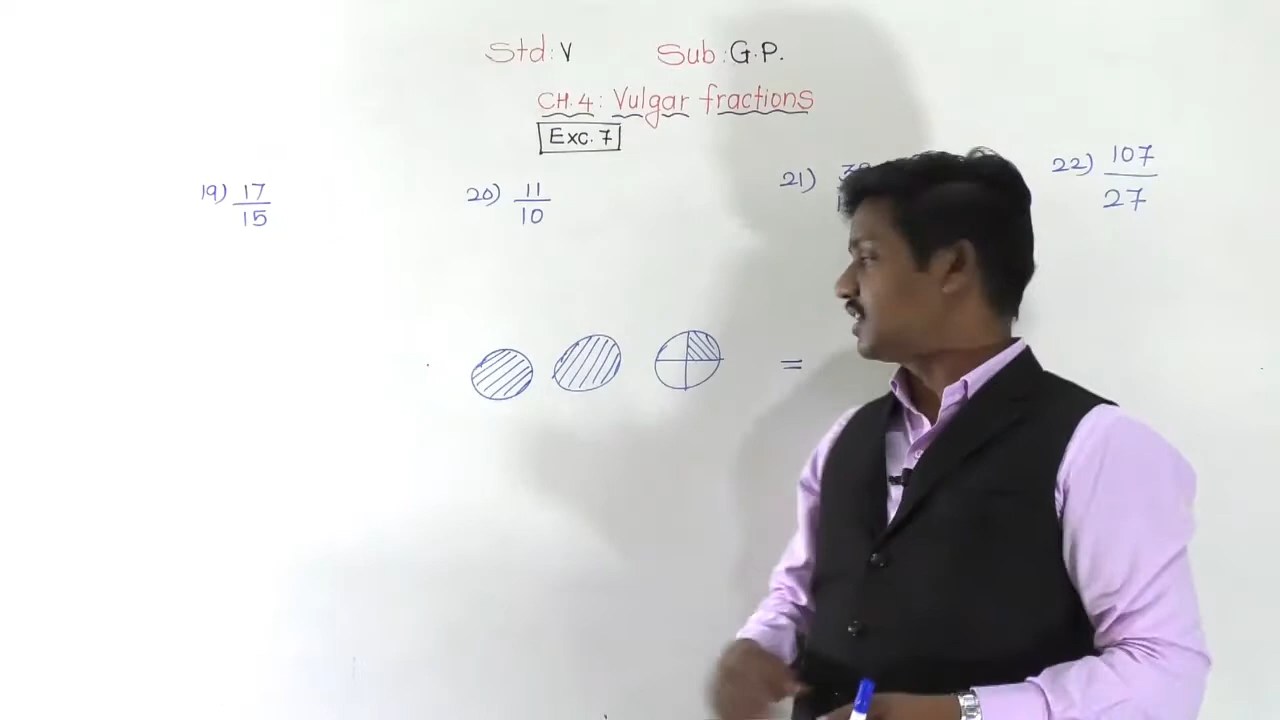 Std: V Sub: G.P.
CH.4: Vulgar fractions
Exc. 7
19) 17/15 20) 11/10 21) 22) 107/27
=